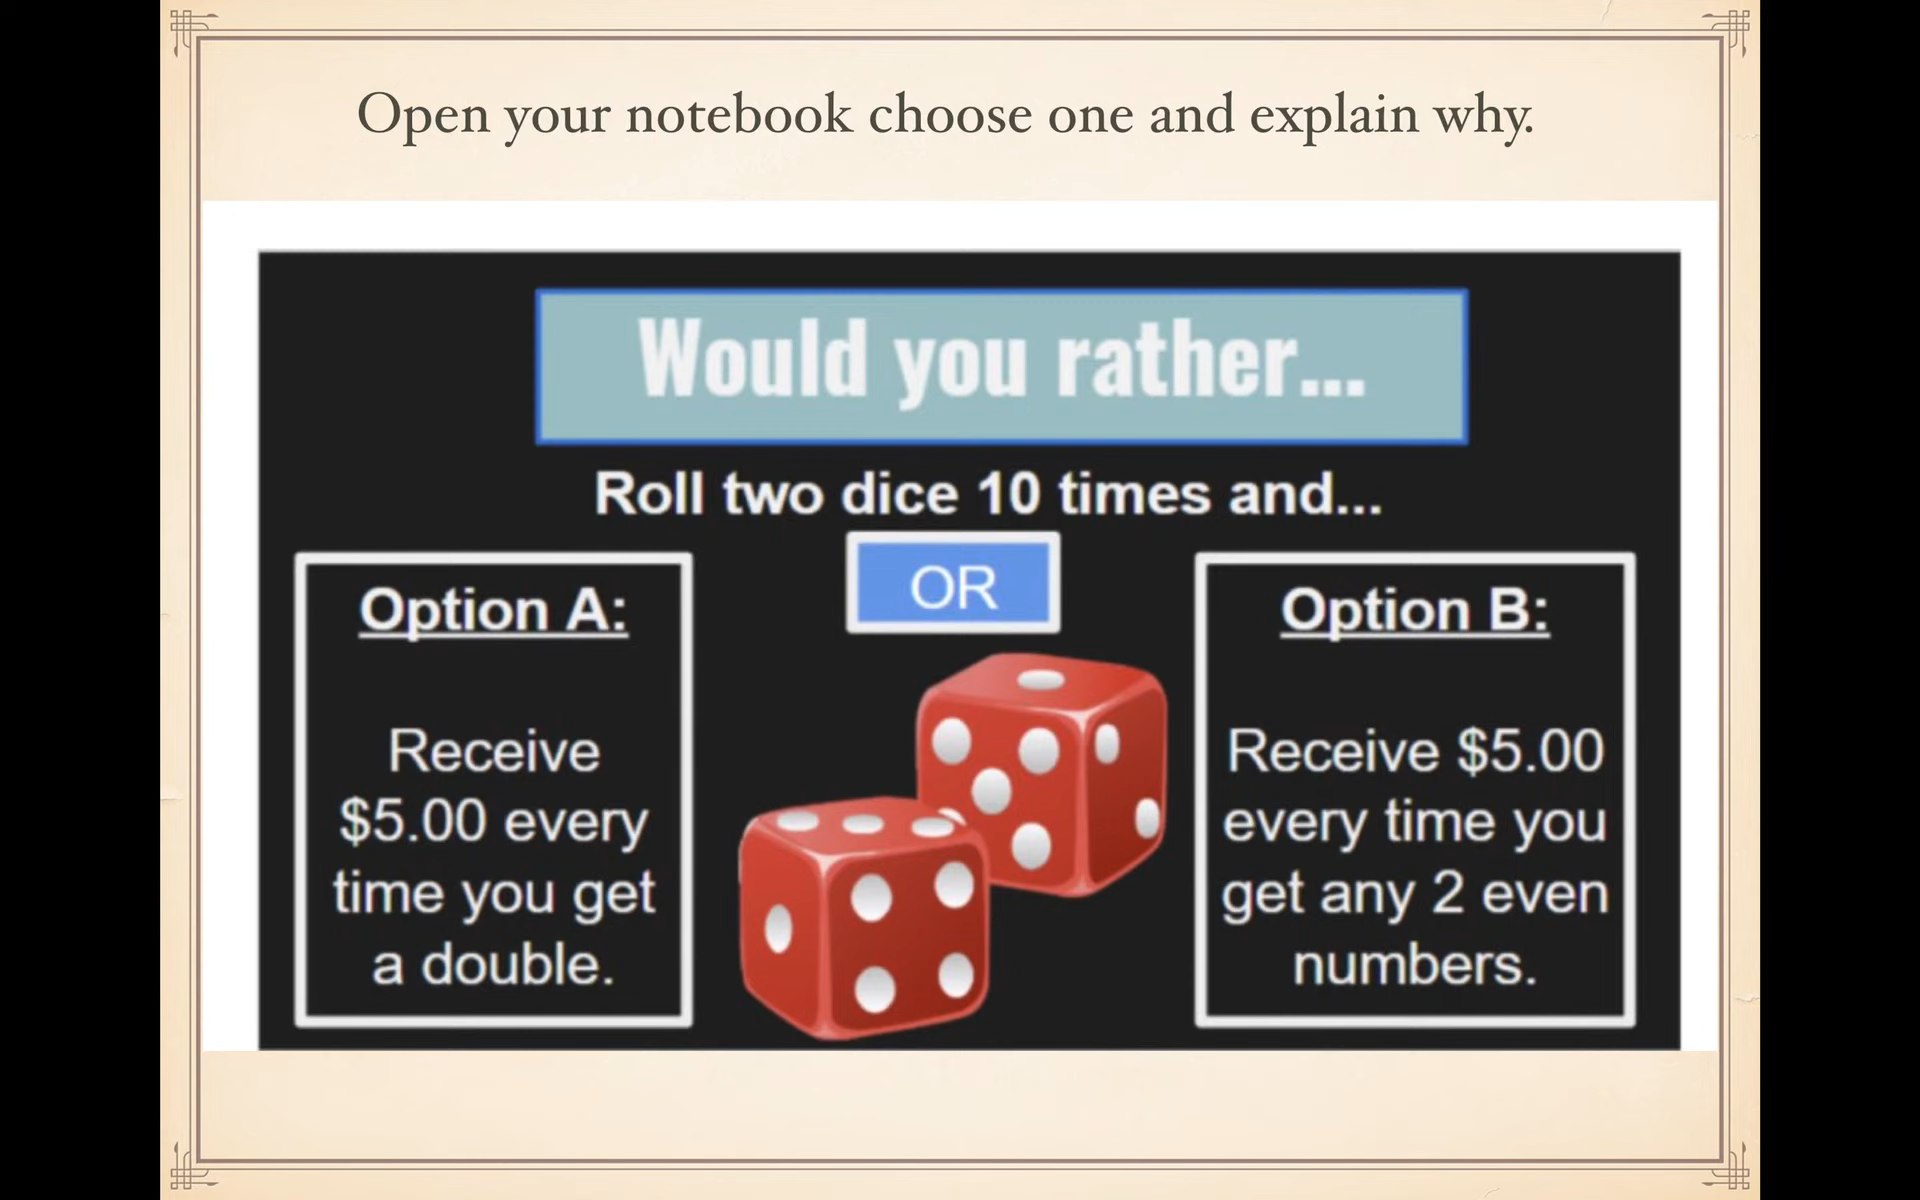 Open your notebook choose one and explain why.
Would you rather...
Roll two dice 10 times and...
OR
Option A:
Receive
$5.00 every
time you get
a double.
Option B:
Receive $5.00
every time you
get any 2 even
numbers.